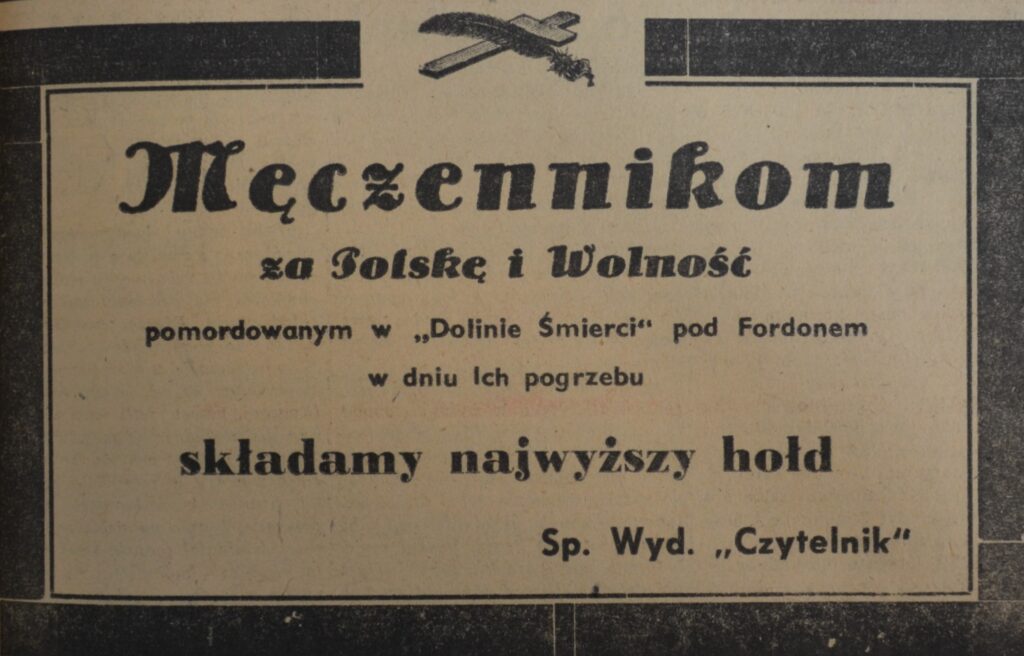 Męczennikom
za Polskę i Wolność
pomordowanym w „Dolinie Śmierci“ pod Fordonem
w dniu Ich pogrzebu
składamy najwyższy hołd
Sp. Wyd. „Czytelnik“